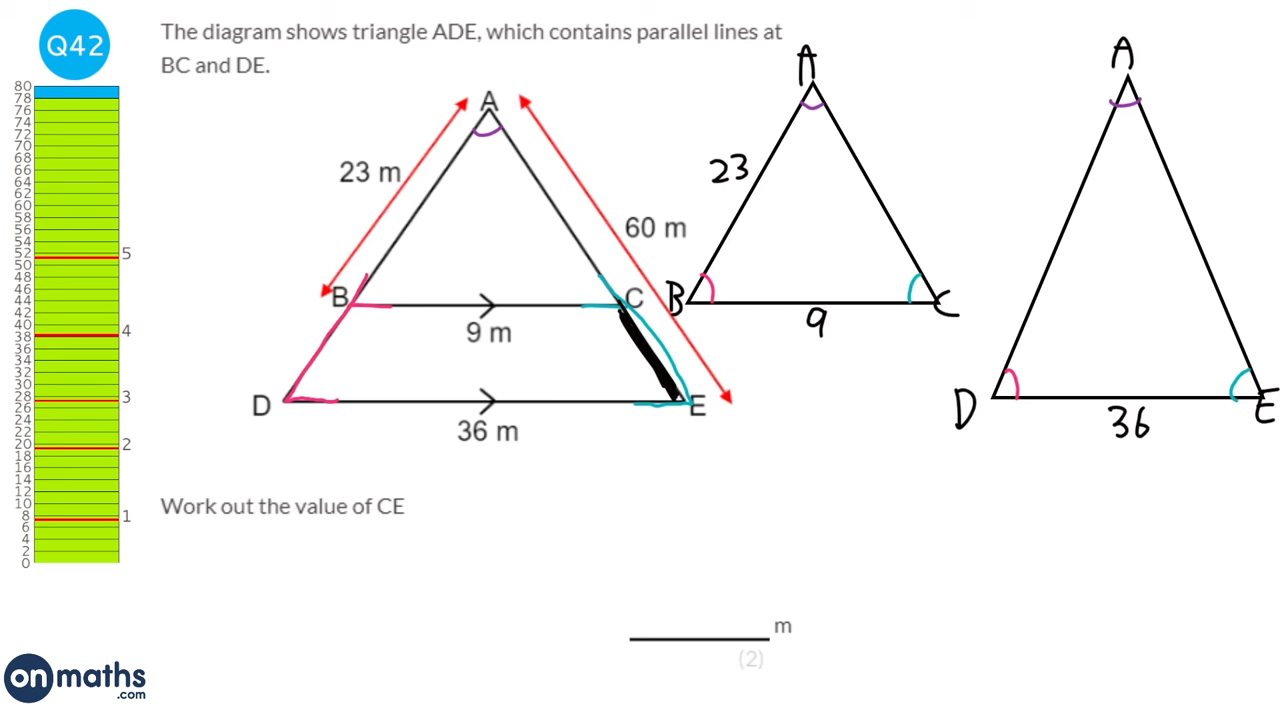 Q42
The diagram shows triangle ADE, which contains parallel lines at
BC and DE.
80
78
76
74
72
70
68
66
64
62
60
58
56
54
52
50
48
46
44
42
40
38
36
34
32
30
28
26
24
22
20
18
16
14
12
10
8
6
4
2
0
5
4
3
2
1
A
23 m
60 m
B
C
9 m
D
E
36 m
A
23
B
9
C
A
D
36
E
Work out the value of CE
m
(2)
onmaths
.com